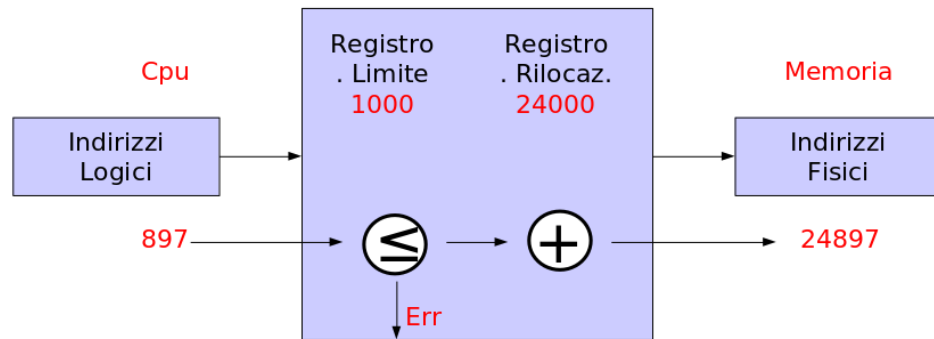 Cpu
Registro
. Limite
1000
Registro
. Rilocaz.
24000
Memoria
Indirizzi
Logici
Indirizzi
Fisici
897
≤
+
24897
Err